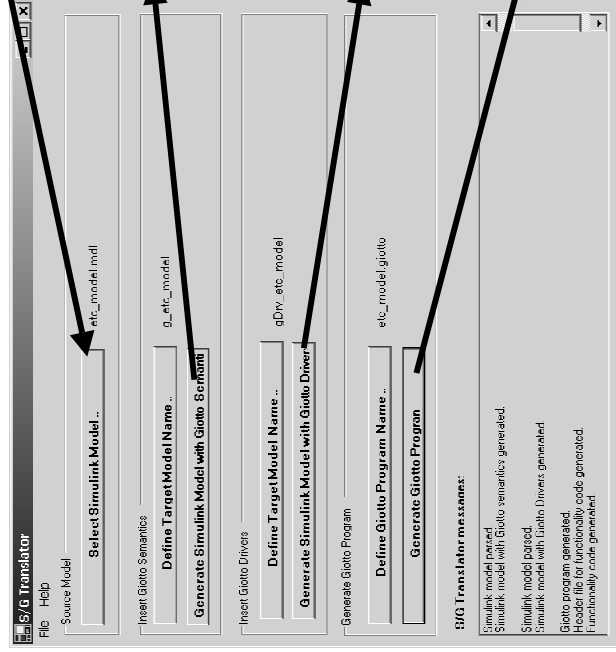 S/G Translator
File Help
Source Model
Select Simulink Model ..
etc_model.mdl
Insert Giotto Semantics
Define Target Model Name ..
g_etc_model
Generate Simulink Model with Giotto Semanti
Insert Giotto Drivers
Define Target Model Name ..
gDrv_etc_model
Generate Simulink Model with Giotto Driver
Generate Giotto Program
Define Giotto Program Name ..
etc_model.giotto
Generate Giotto Program
S/G Translator messages:
Simulink model parsed.
Simulink model with Giotto semantics generated.
Simulink model parsed.
Simulink model with Giotto Drivers generated.
Giotto program generated.
Header file for functionality code generated.
Functionality code generated.